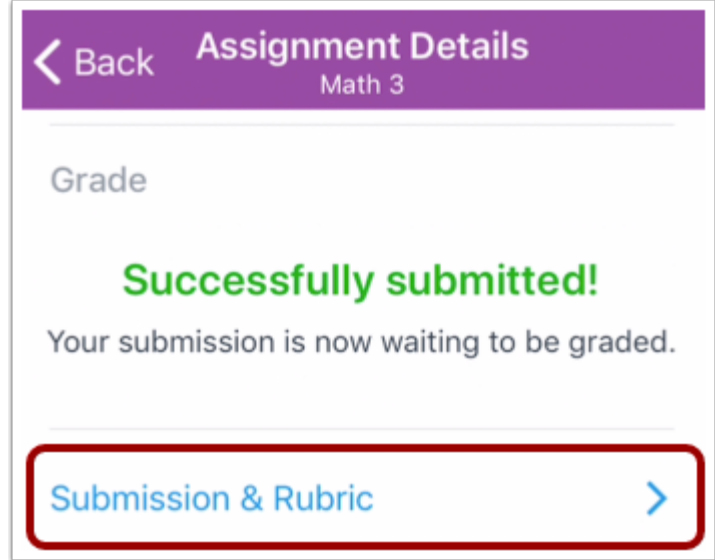 Back
Assignment Details
Math 3
Grade
Successfully submitted!
Your submission is now waiting to be graded.
Submission & Rubric